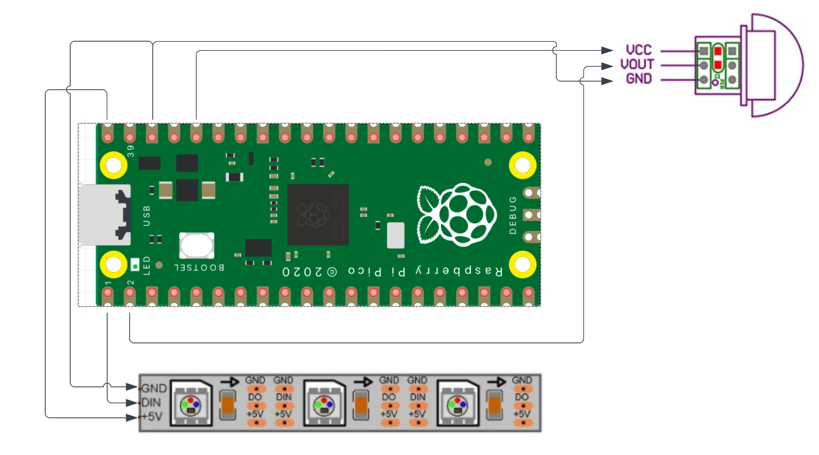 VCC
VOUT
GND
39
USB
DEBUG
LED
BOOTSEL
Raspberry Pi Pico © 2020
1
2
GND
DIN
+5V
GND GND
DO DIN
+5V +5V
GND GND
DO DIN
+5V +5V
GND
DO
+5V